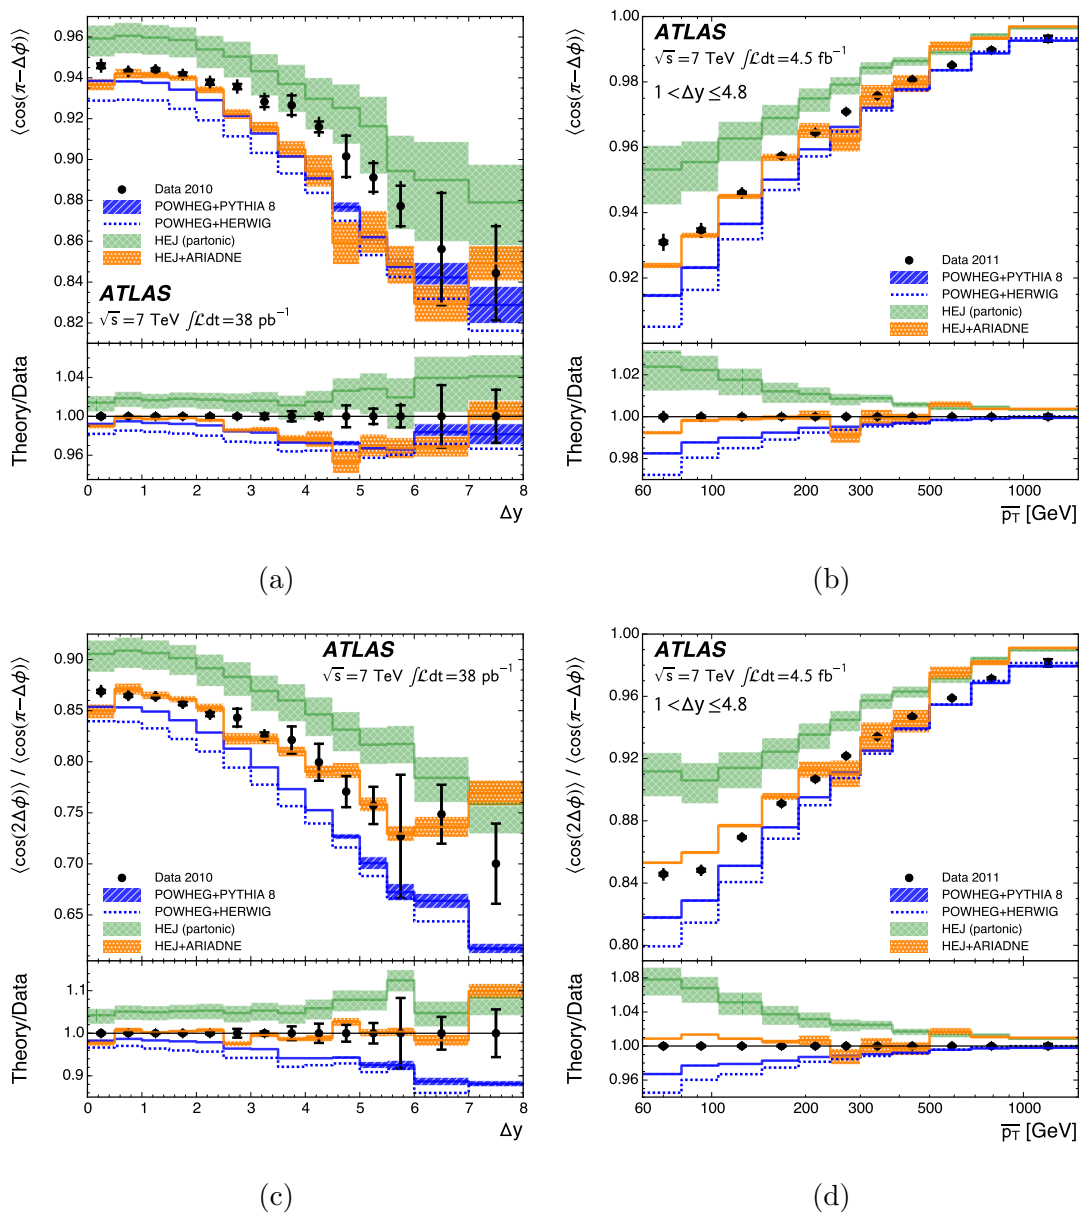 ⟨cos(π−Δϕ)⟩
0.96
0.94
0.92
0.90
0.88
0.86
0.84
0.82
Data 2010
POWHEG+PYTHIA 8
POWHEG+HERWIG
HEJ (partonic)
HEJ+ARIADNE
ATLAS
√s =7 TeV ∫ℒdt=38 pb⁻¹
Theory/Data
1.04
1.00
0.96
0 1 2 3 4 5 6 7 8
Δy
(a)
⟨cos(π−Δϕ)⟩
1.00
0.98
0.96
0.94
0.92
ATLAS
√s =7 TeV ∫ℒdt=4.5 fb⁻¹
1 <Δy ≤4.8
Data 2011
POWHEG+PYTHIA 8
POWHEG+HERWIG
HEJ (partonic)
HEJ+ARIADNE
Theory/Data
1.02
1.00
0.98
60 100 200 300 500 1000
p̅T̅ [GeV]
(b)
⟨cos(2Δϕ)⟩ / ⟨cos(π−Δϕ)⟩
0.90
0.85
0.80
0.75
0.70
0.65
ATLAS
√s =7 TeV ∫ℒdt=38 pb⁻¹
Data 2010
POWHEG+PYTHIA 8
POWHEG+HERWIG
HEJ (partonic)
HEJ+ARIADNE
Theory/Data
1.1
1.0
0.9
0 1 2 3 4 5 6 7 8
Δy
(c)
⟨cos(2Δϕ)⟩ / ⟨cos(π−Δϕ)⟩
1.00
0.96
0.92
0.88
0.84
0.80
ATLAS
√s =7 TeV ∫ℒdt=4.5 fb⁻¹
1 <Δy ≤4.8
Data 2011
POWHEG+PYTHIA 8
POWHEG+HERWIG
HEJ (partonic)
HEJ+ARIADNE
Theory/Data
1.08
1.04
1.00
0.96
60 100 200 300 500 1000
p̅T̅ [GeV]
(d)